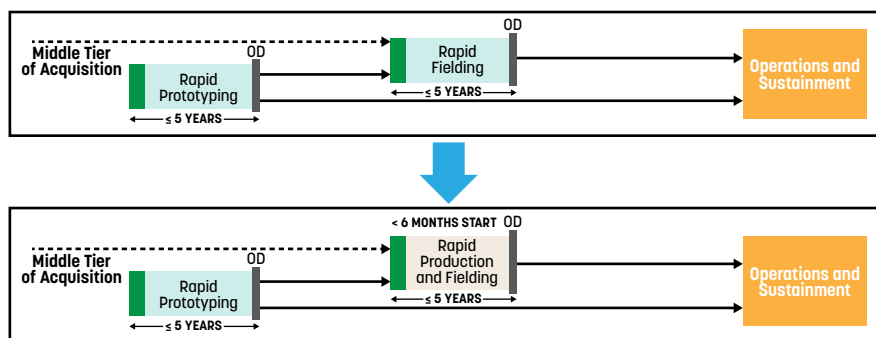 Middle Tier
of Acquisition
OD
Rapid
Prototyping
≤ 5 YEARS
OD
Rapid
Fielding
≤ 5 YEARS
Operations and
Sustainment
< 6 MONTHS START
OD
Middle Tier
of Acquisition
OD
Rapid
Prototyping
≤ 5 YEARS
Rapid
Production
and Fielding
≤ 5 YEARS
Operations and
Sustainment